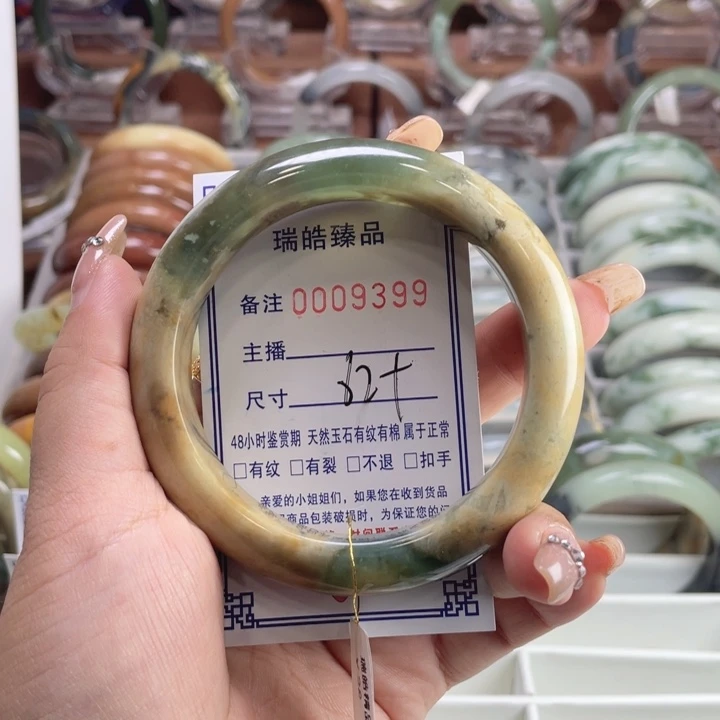 瑞皓臻品
备注 0009399
主播
尺寸 62+
48小时鉴赏期 天然玉石有纹有棉 属于正常
□有纹 □有裂 □不退 □扣手
亲爱的小姐姐们，如果您在收到货品
商品包装破损时，为保证您的